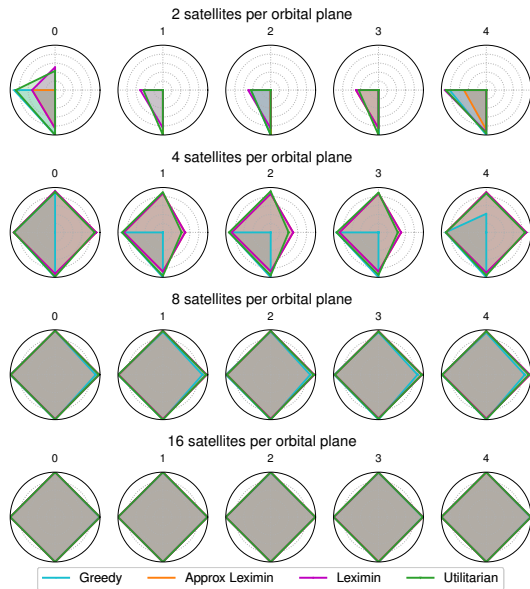 2 satellites per orbital plane
0 1 2 3 4
4 satellites per orbital plane
0 1 2 3 4
8 satellites per orbital plane
0 1 2 3 4
16 satellites per orbital plane
0 1 2 3 4
Greedy Approx Leximin Leximin Utilitarian